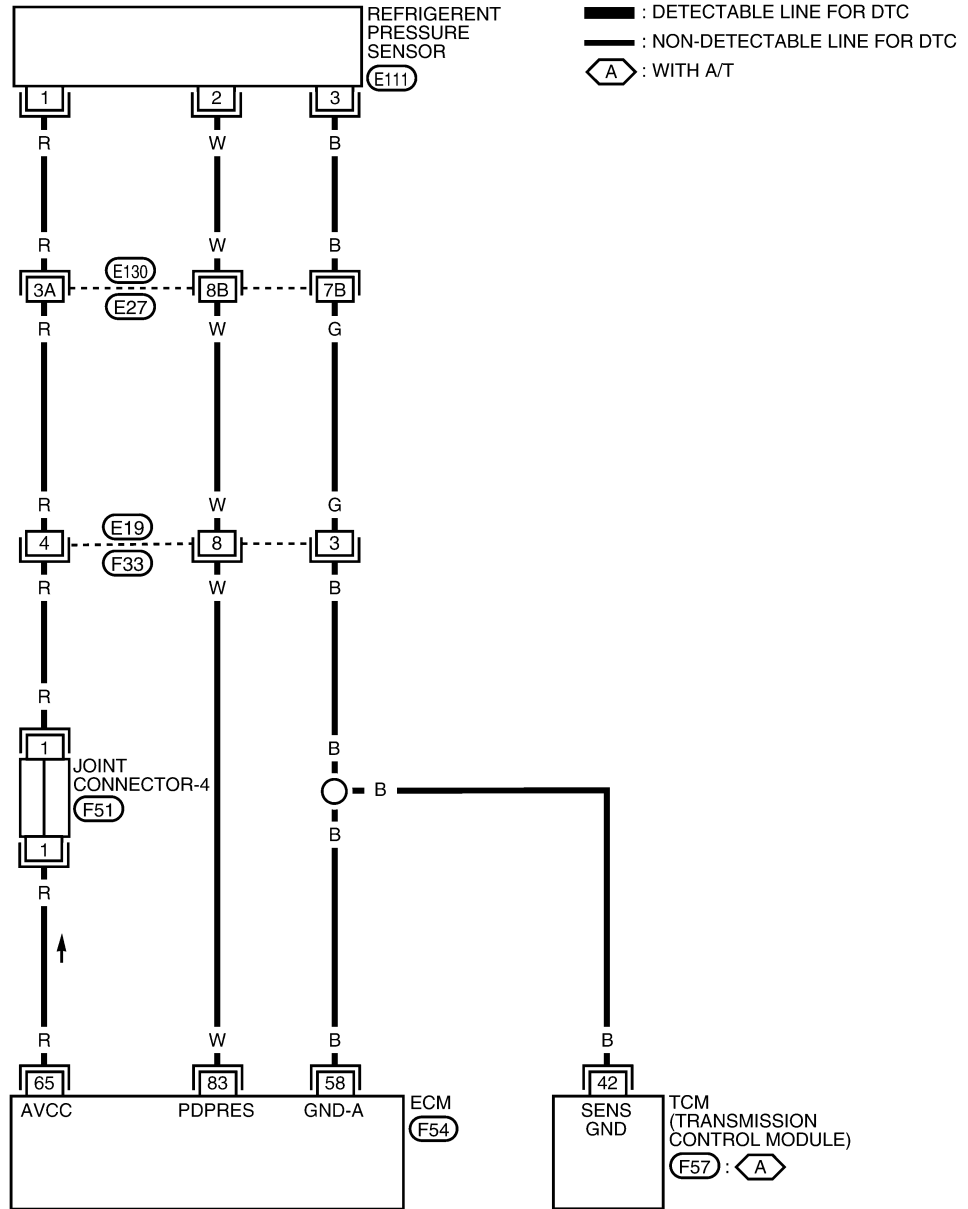 REFRIGERENT
PRESSURE
SENSOR
E111
: DETECTABLE LINE FOR DTC
: NON-DETECTABLE LINE FOR DTC
A : WITH A/T
1 2 3
R W B
R W B
E130
3A 8B 7B
E27
R W G
R W G
E19
4 8 3
F33
R W B
R
B
1
JOINT
CONNECTOR-4
F51
B
B
1
R
R W B B
65 83 58 42
AVCC PDPRES GND-A
ECM
F54
SENS
GND
TCM
(TRANSMISSION
CONTROL MODULE)
F57 : A